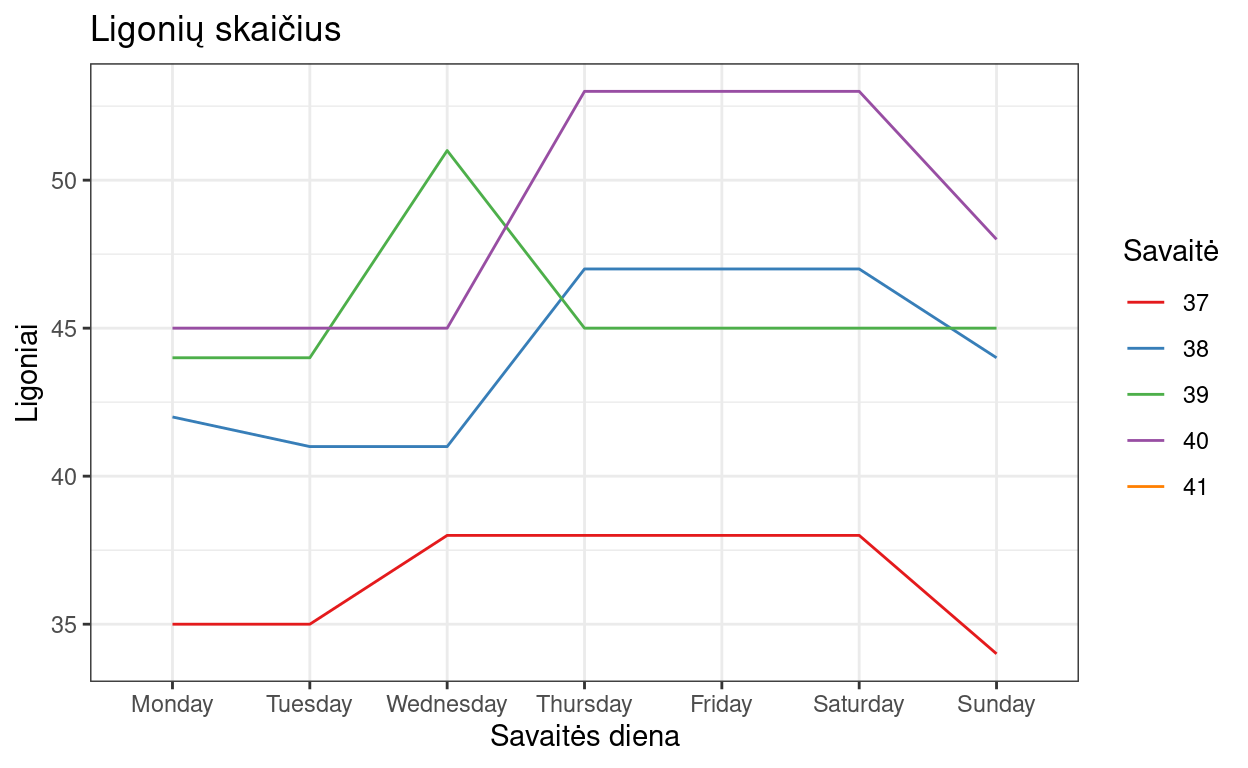 Ligonių skaičius
Ligoniai
50
45
40
35
Monday Tuesday Wednesday Thursday Friday Saturday Sunday
Savaitės diena
Savaitė
37
38
39
40
41